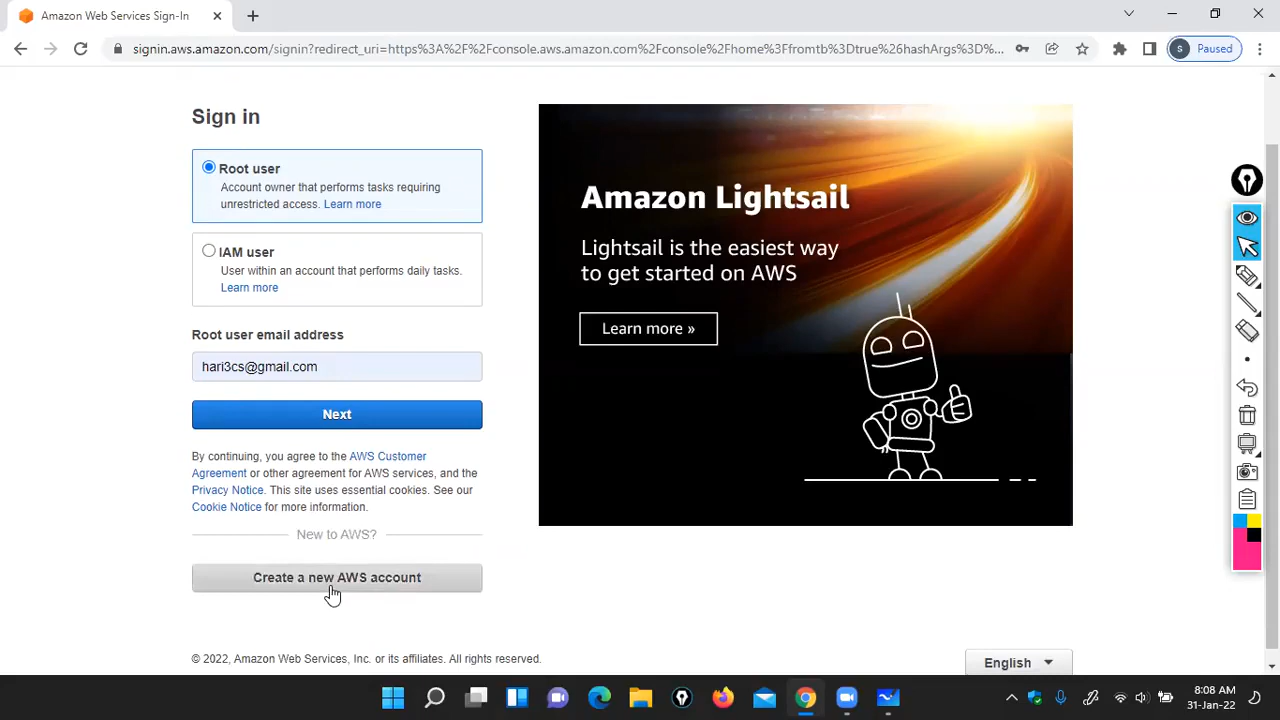 Amazon Web Services Sign-In
signin.aws.amazon.com/signin?redirect_uri=https%3A%2F%2Fconsole.aws.amazon.com%2Fconsole%2Fhome%3Ffromtb%3Dtrue%26hashArgs%3D%...
S Paused
Sign in
Root user
Account owner that performs tasks requiring
unrestricted access. Learn more
IAM user
User within an account that performs daily tasks.
Learn more
Root user email address
hari3cs@gmail.com
Next
By continuing, you agree to the AWS Customer
Agreement or other agreement for AWS services, and the
Privacy Notice. This site uses essential cookies. See our
Cookie Notice for more information.
New to AWS?
Create a new AWS account
Amazon Lightsail
Lightsail is the easiest way
to get started on AWS
Learn more »
© 2022, Amazon Web Services, Inc. or its affiliates. All rights reserved.
English
8:08 AM
31-Jan-22